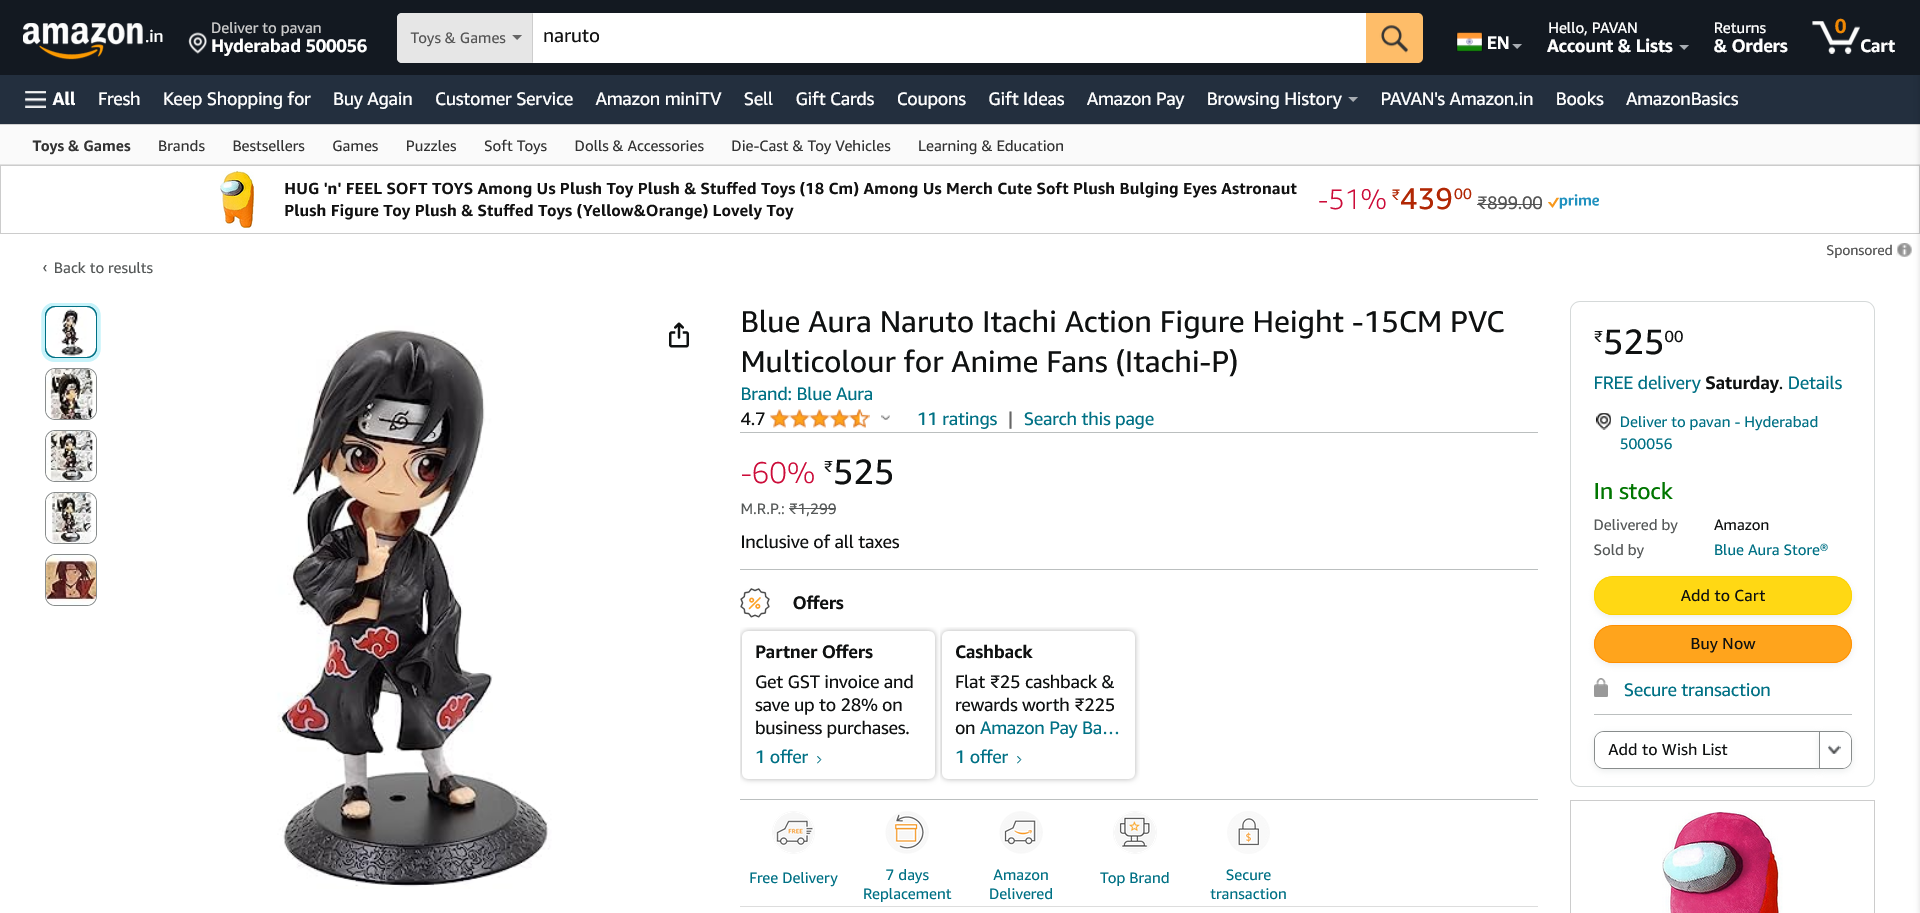 amazon.in
Deliver to pavan
Hyderabad 500056
Toys & Games
naruto
EN
Hello, PAVAN
Account & Lists
Returns
& Orders
0
Cart
All
Fresh
Keep Shopping for
Buy Again
Customer Service
Amazon miniTV
Sell
Gift Cards
Coupons
Gift Ideas
Amazon Pay
Browsing History
PAVAN's Amazon.in
Books
AmazonBasics
Toys & Games
Brands
Bestsellers
Games
Puzzles
Soft Toys
Dolls & Accessories
Die-Cast & Toy Vehicles
Learning & Education
HUG 'n' FEEL SOFT TOYS Among Us Plush Toy Plush & Stuffed Toys (18 Cm) Among Us Merch Cute Soft Plush Bulging Eyes Astronaut
Plush Figure Toy Plush & Stuffed Toys (Yellow&Orange) Lovely Toy
-51% ₹43900 ₹899.00 prime
Sponsored
‹ Back to results
Blue Aura Naruto Itachi Action Figure Height -15CM PVC
Multicolour for Anime Fans (Itachi-P)
Brand: Blue Aura
4.7
11 ratings | Search this page
-60% ₹525
M.R.P.: ₹1,299
Inclusive of all taxes
Offers
Partner Offers
Get GST invoice and
save up to 28% on
business purchases.
1 offer ›
Cashback
Flat ₹25 cashback &
rewards worth ₹225
on Amazon Pay Ba...
1 offer ›
FREE
Free Delivery
7 days
Replacement
Amazon
Delivered
Top Brand
Secure
transaction
₹52500
FREE delivery Saturday. Details
Deliver to pavan - Hyderabad
500056
In stock
Delivered by Amazon
Sold by Blue Aura Store®
Add to Cart
Buy Now
Secure transaction
Add to Wish List